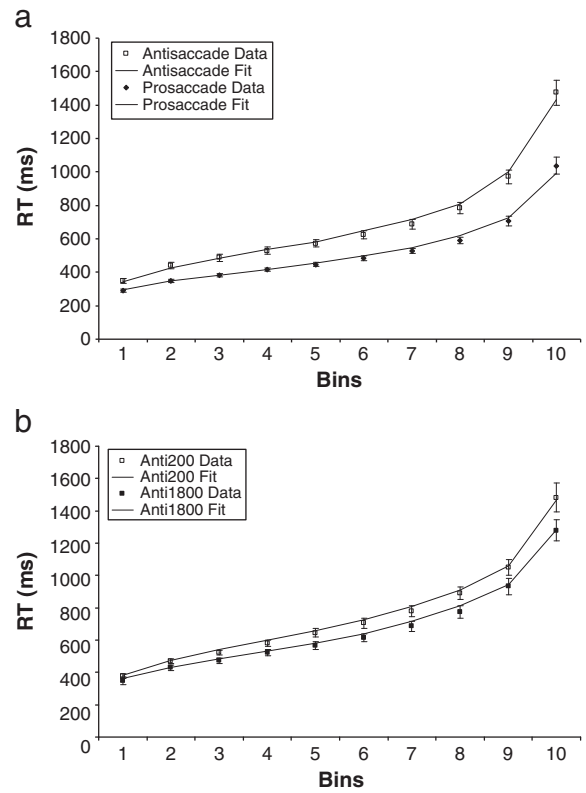 a
1800
1600
1400
1200
1000
800
600
400
200
0
RT (ms)
Antisaccade Data
Antisaccade Fit
Prosaccade Data
Prosaccade Fit
1 2 3 4 5 6 7 8 9 10
Bins
b
1800
1600
1400
1200
1000
800
600
400
200
0
RT (ms)
Anti200 Data
Anti200 Fit
Anti1800 Data
Anti1800 Fit
1 2 3 4 5 6 7 8 9 10
Bins